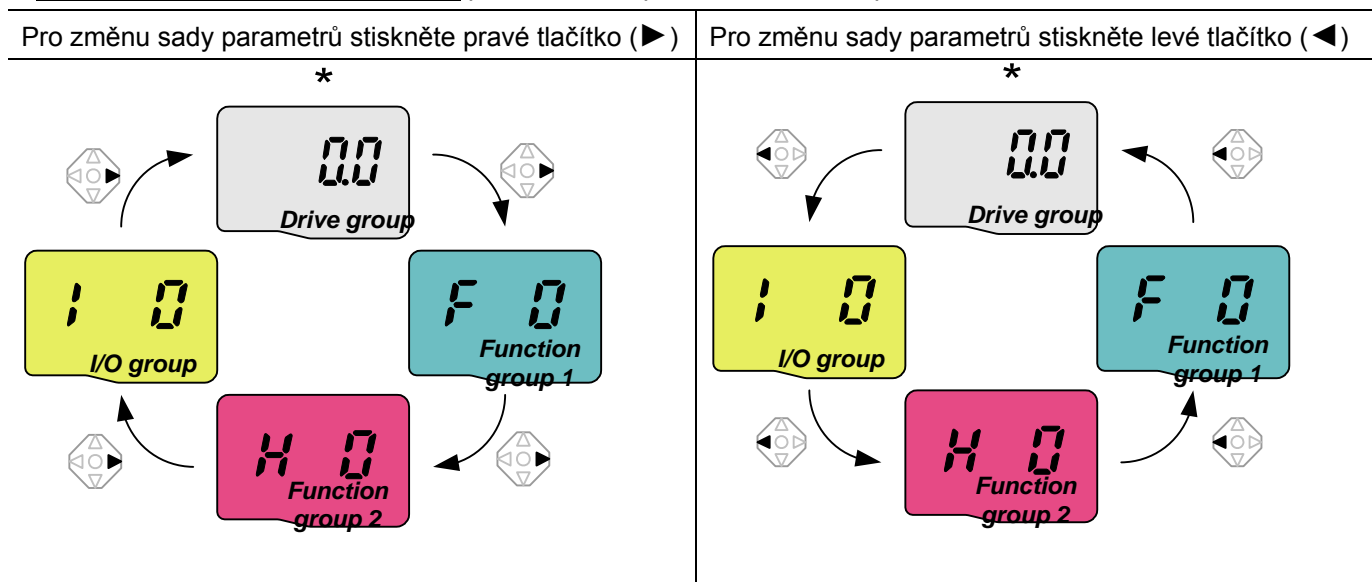 Pro změnu sady parametrů stiskněte pravé tlačítko (►)
Pro změnu sady parametrů stiskněte levé tlačítko (◄)
*
0.0
Drive group
I 0
I/O group
F 0
Function
group 1
H 0
Function
group 2
*
0.0
Drive group
I 0
I/O group
F 0
Function
group 1
H 0
Function
group 2